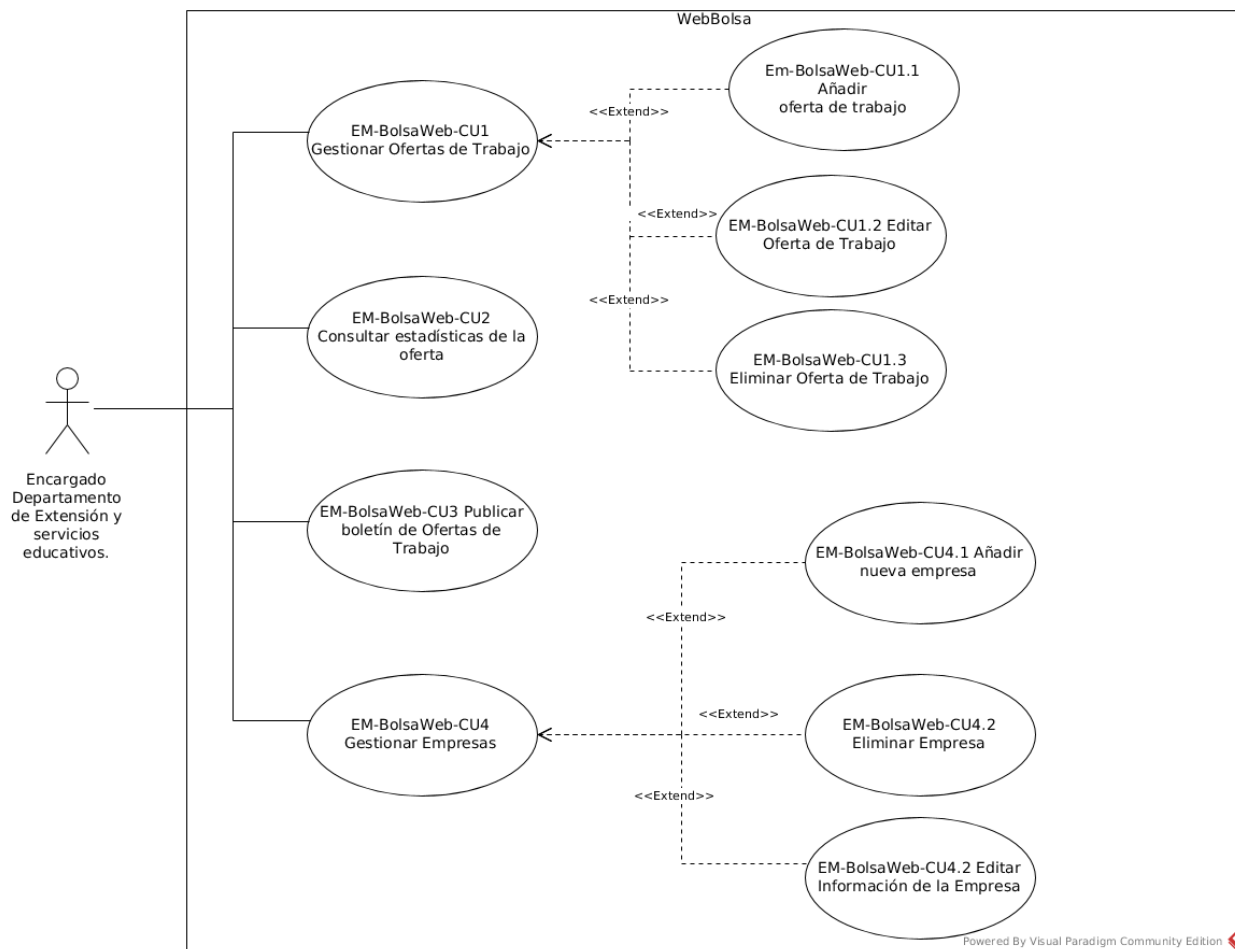 WebBolsa
Em-BolsaWeb-CU1.1
Añadir
oferta de trabajo
<<Extend>>
EM-BolsaWeb-CU1
Gestionar Ofertas de Trabajo
<<Extend>>
EM-BolsaWeb-CU1.2 Editar
Oferta de Trabajo
<<Extend>>
EM-BolsaWeb-CU2
Consultar estadísticas de la
oferta
EM-BolsaWeb-CU1.3
Eliminar Oferta de Trabajo
Encargado
Departamento
de Extensión y
servicios
educativos.
EM-BolsaWeb-CU3 Publicar
boletín de Ofertas de
Trabajo
EM-BolsaWeb-CU4.1 Añadir
nueva empresa
<<Extend>>
EM-BolsaWeb-CU4
Gestionar Empresas
<<Extend>>
EM-BolsaWeb-CU4.2
Eliminar Empresa
<<Extend>>
EM-BolsaWeb-CU4.2 Editar
Información de la Empresa
Powered By Visual Paradigm Community Edition